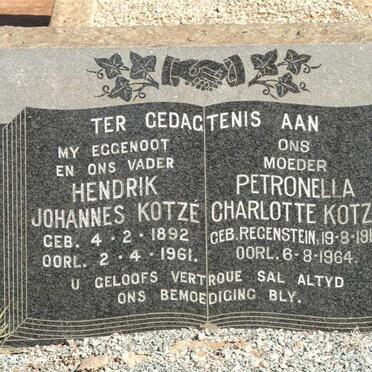 TER GEDAGTENIS AAN
MY EGGENOOT
EN ONS VADER
HENDRIK
JOHANNES KOTZÉ
GEB. 4-2-1892
OORL. 2-4-1961.
ONS
MOEDER
PETRONELLA
CHARLOTTE KOTZ
GEB. REGENSTEIN, 19-8-191
OORL. 6-8-1964.
U GELOOFS VERTROUE SAL ALTYD
ONS BEMOEDIGING BLY.